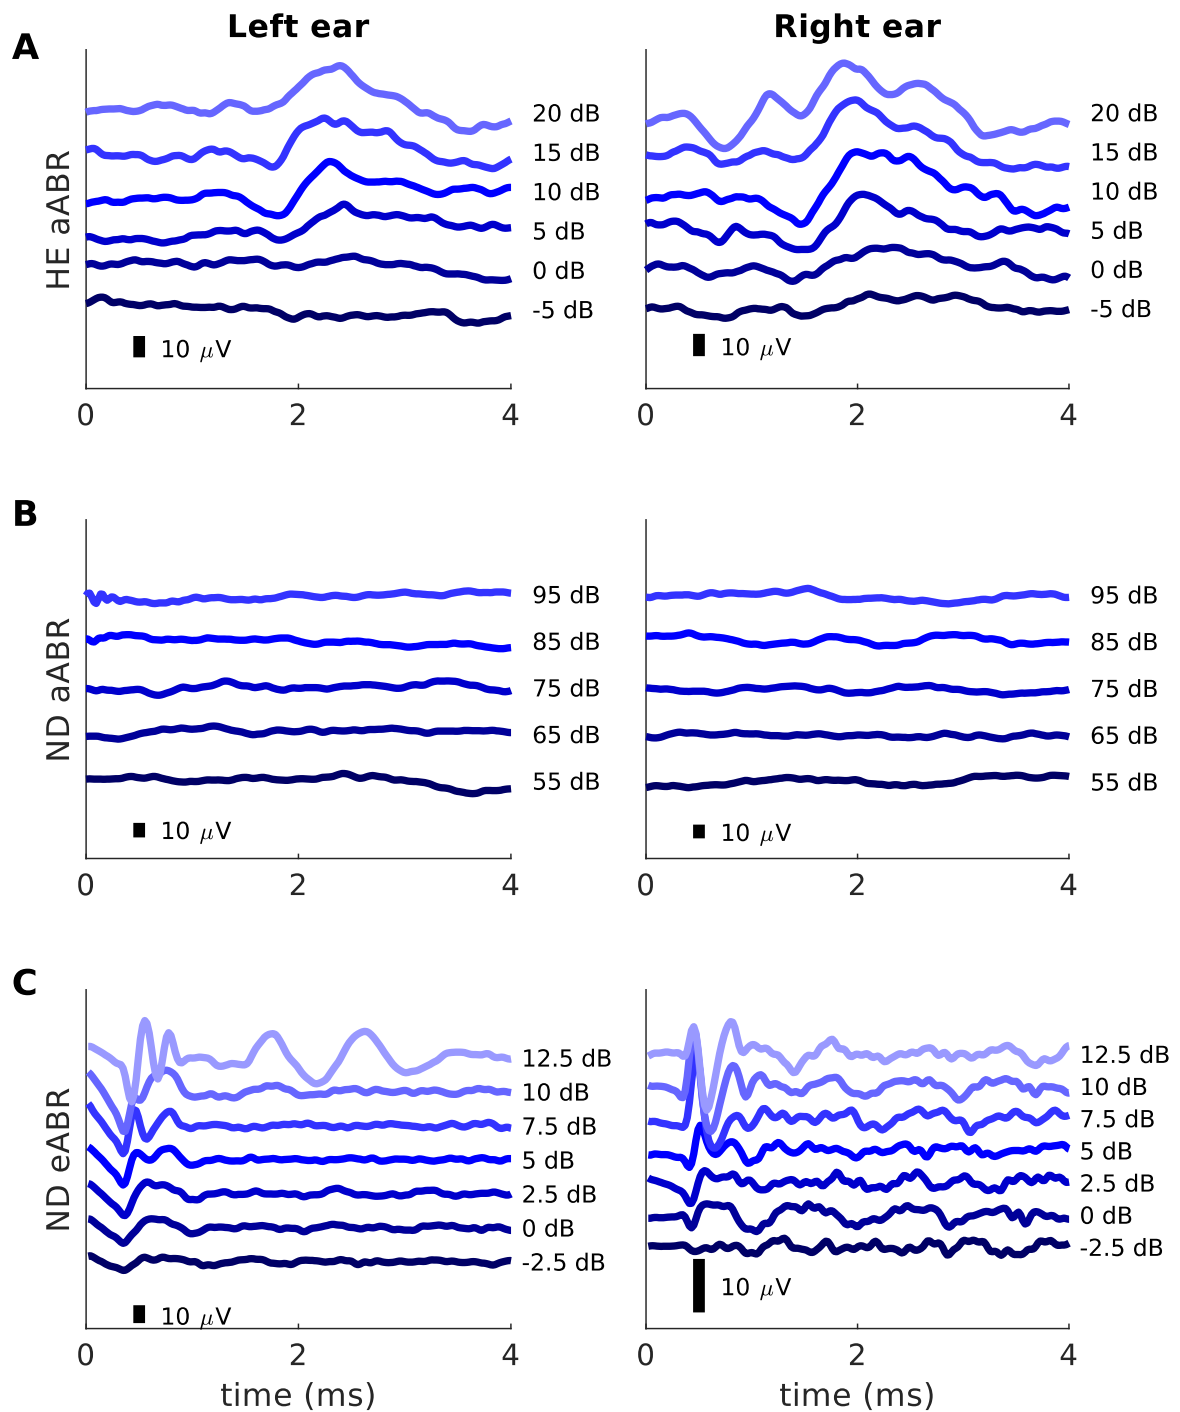 Left ear
Right ear
A
HE aABR
20 dB
15 dB
10 dB
5 dB
0 dB
-5 dB
10 μV
0 2 4
20 dB
15 dB
10 dB
5 dB
0 dB
-5 dB
10 μV
0 2 4
B
ND aABR
95 dB
85 dB
75 dB
65 dB
55 dB
10 μV
0 2 4
95 dB
85 dB
75 dB
65 dB
55 dB
10 μV
0 2 4
C
ND eABR
12.5 dB
10 dB
7.5 dB
5 dB
2.5 dB
0 dB
-2.5 dB
10 μV
0 2 4
time (ms)
12.5 dB
10 dB
7.5 dB
5 dB
2.5 dB
0 dB
-2.5 dB
10 μV
0 2 4
time (ms)